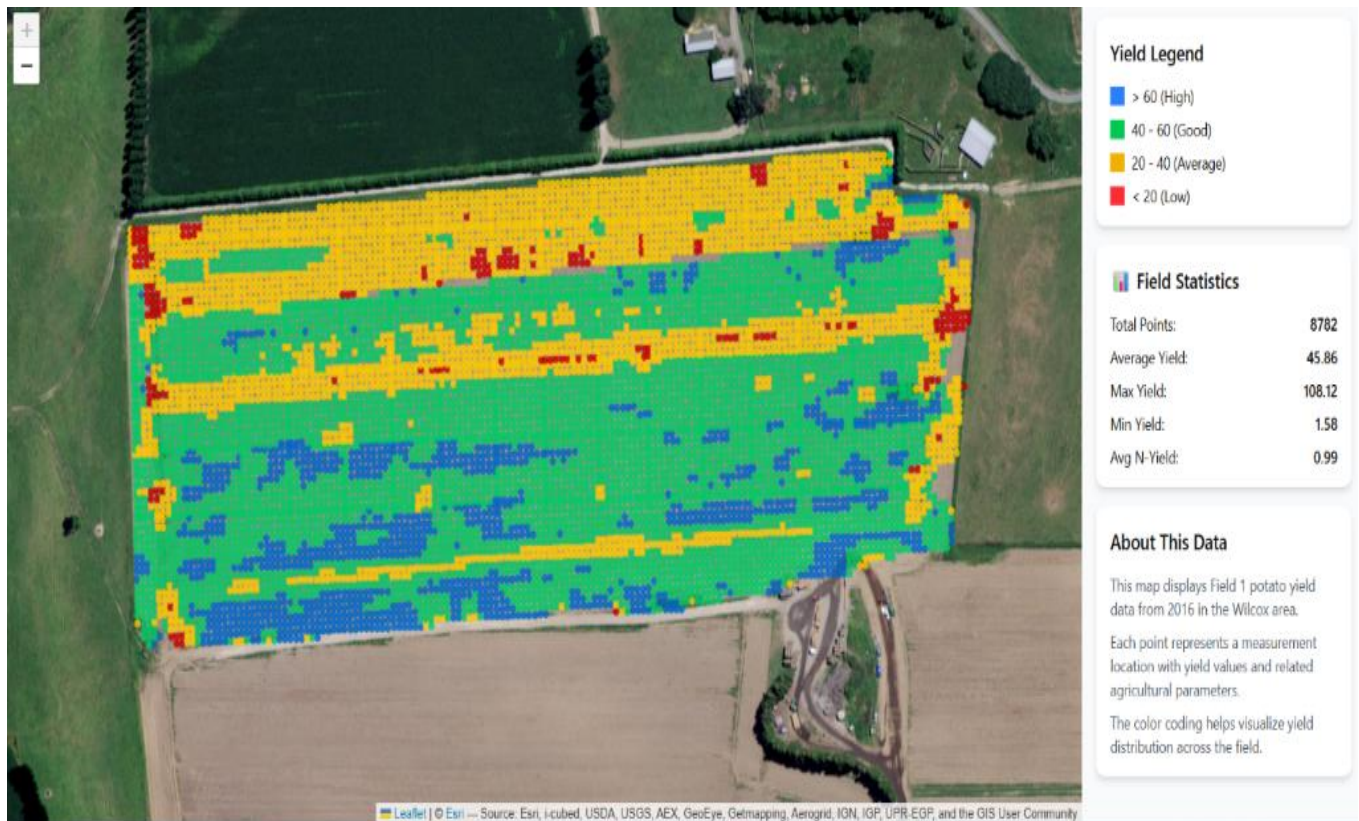 +
−
Yield Legend
> 60 (High)
40 - 60 (Good)
20 - 40 (Average)
< 20 (Low)
Field Statistics
Total Points: 8782
Average Yield: 45.86
Max Yield: 108.12
Min Yield: 1.58
Avg N-Yield: 0.99
About This Data
This map displays Field 1 potato yield
data from 2016 in the Wilcox area.
Each point represents a measurement
location with yield values and related
agricultural parameters.
The color coding helps visualize yield
distribution across the field.
Leaflet | © Esri — Source: Esri, i-cubed, USDA, USGS, AEX, GeoEye, Getmapping, Aerogrid, IGN, IGP, UPR-EGP, and the GIS User Community